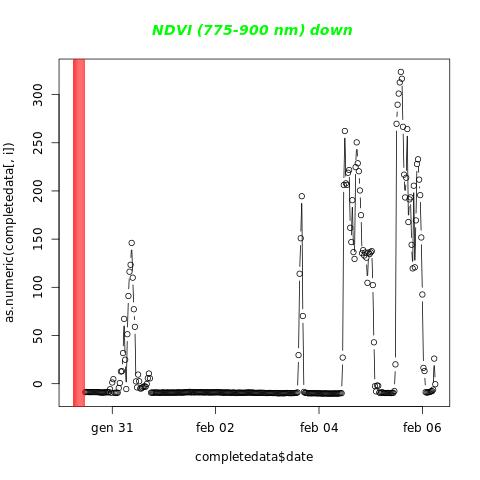 NDVI (775-900 nm) down
as.numeric(completedata[, i])
300
250
200
150
100
50
0
gen 31 feb 02 feb 04 feb 06
completedata$date